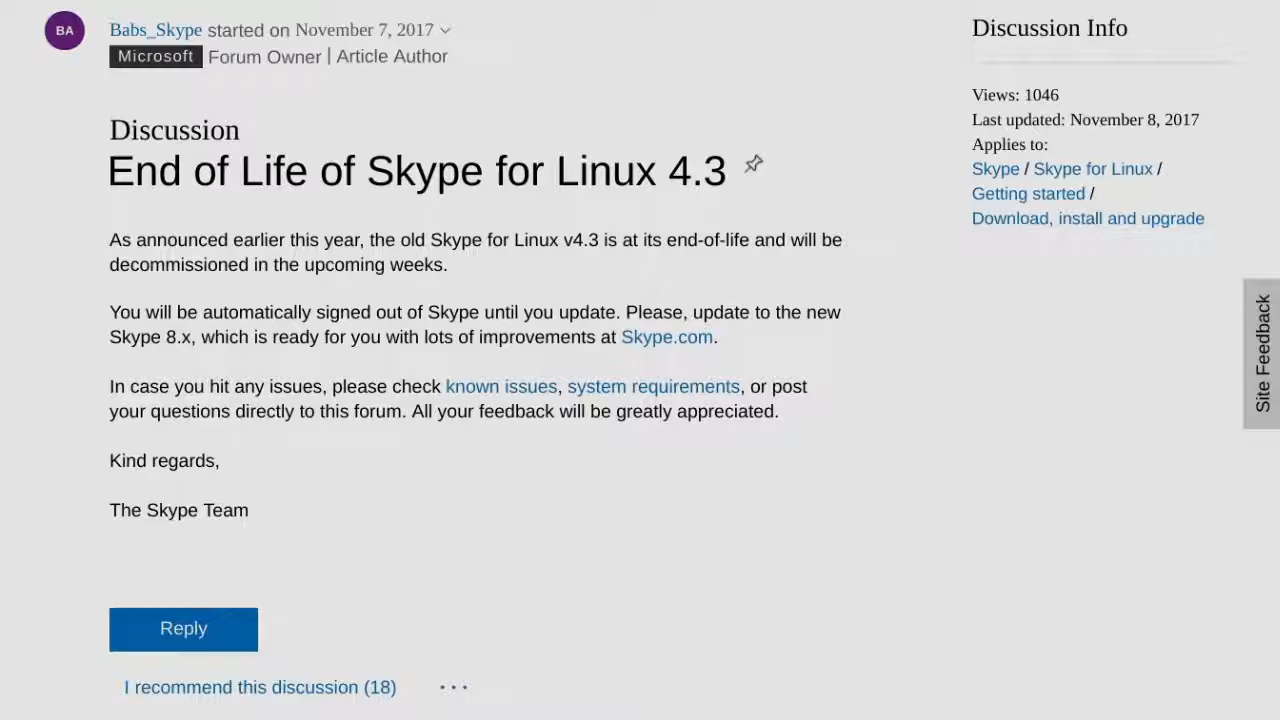 BA
Babs_Skype started on November 7, 2017
Microsoft Forum Owner | Article Author
Discussion
End of Life of Skype for Linux 4.3
As announced earlier this year, the old Skype for Linux v4.3 is at its end-of-life and will be
decommissioned in the upcoming weeks.
You will be automatically signed out of Skype until you update. Please, update to the new
Skype 8.x, which is ready for you with lots of improvements at Skype.com.
In case you hit any issues, please check known issues, system requirements, or post
your questions directly to this forum. All your feedback will be greatly appreciated.
Kind regards,
The Skype Team
Reply
I recommend this discussion (18)
Discussion Info
Views: 1046
Last updated: November 8, 2017
Applies to:
Skype / Skype for Linux /
Getting started /
Download, install and upgrade
Site Feedback